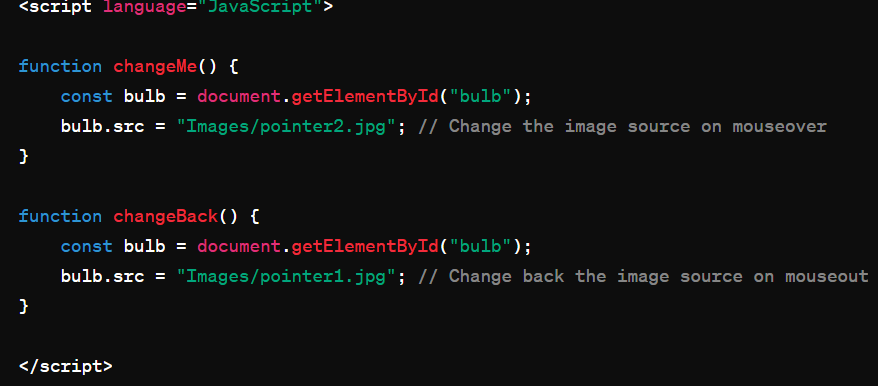 <script language="JavaScript">
function changeMe() {
const bulb = document.getElementById("bulb");
bulb.src = "Images/pointer2.jpg"; // Change the image source on mouseover
}
function changeBack() {
const bulb = document.getElementById("bulb");
bulb.src = "Images/pointer1.jpg"; // Change back the image source on mouseout
}
</script>